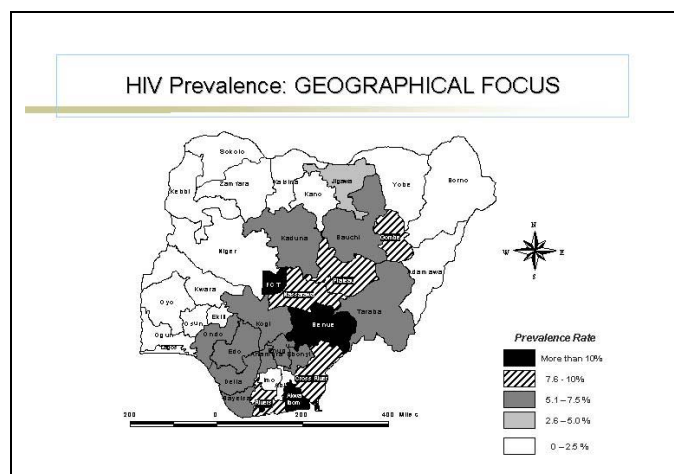 HIV Prevalence: GEOGRAPHICAL FOCUS
Sokoto
Zamfara
Katsina
Jigawa
Yobe
Borno
Kebbi
Kano
Kaduna
Bauchi
Gombe
Niger
Adamawa
Plateau
FCT
Nassarawa
Kwara
Oyo
Taraba
Benue
Kogi
Ekiti
Osun
Ondo
Ogun
Lagos
Edo
Anambra
Ebonyi
Delta
Imo
Cross River
Bayelsa
Rivers
Akwa
Ibom
N
W
E
S
Prevalence Rate
More than 10%
7.6 - 10%
5.1 – 7.5%
2.6 – 5.0%
0 – 2.5%
200 0 200 400 Miles